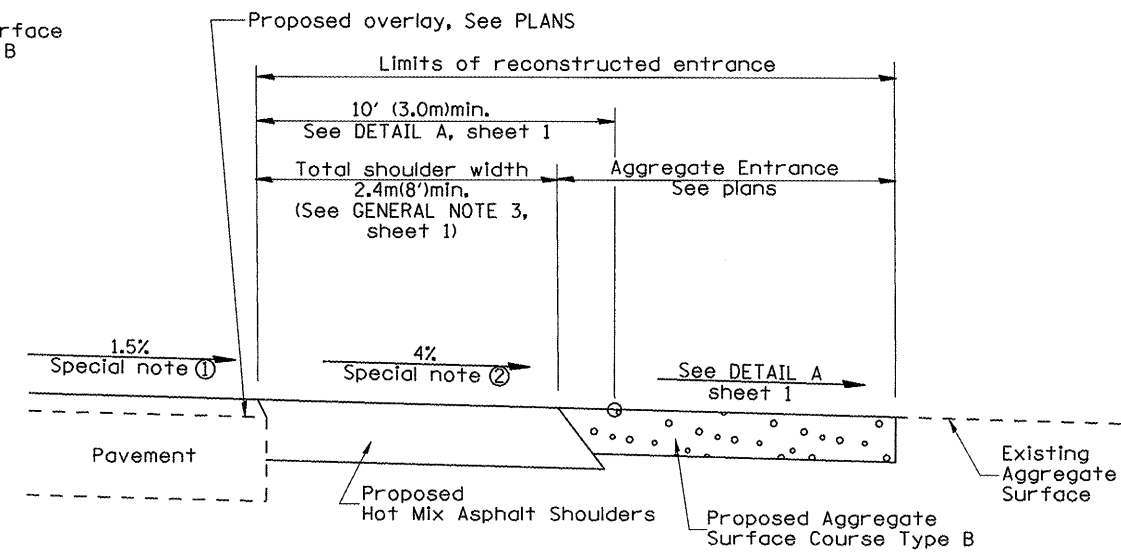 rface
B
Proposed overlay, See PLANS
Limits of reconstructed entrance
10' (3.0m)min.
See DETAIL A, sheet 1
Total shoulder width
2.4m(8')min.
(See GENERAL NOTE 3,
sheet 1)
Aggregate Entrance
See plans
1.5%
Special note ①
4%
Special note ②
See DETAIL A
sheet 1
Pavement
Proposed
Hot Mix Asphalt Shoulders
Proposed Aggregate
Surface Course Type B
Existing
Aggregate
Surface